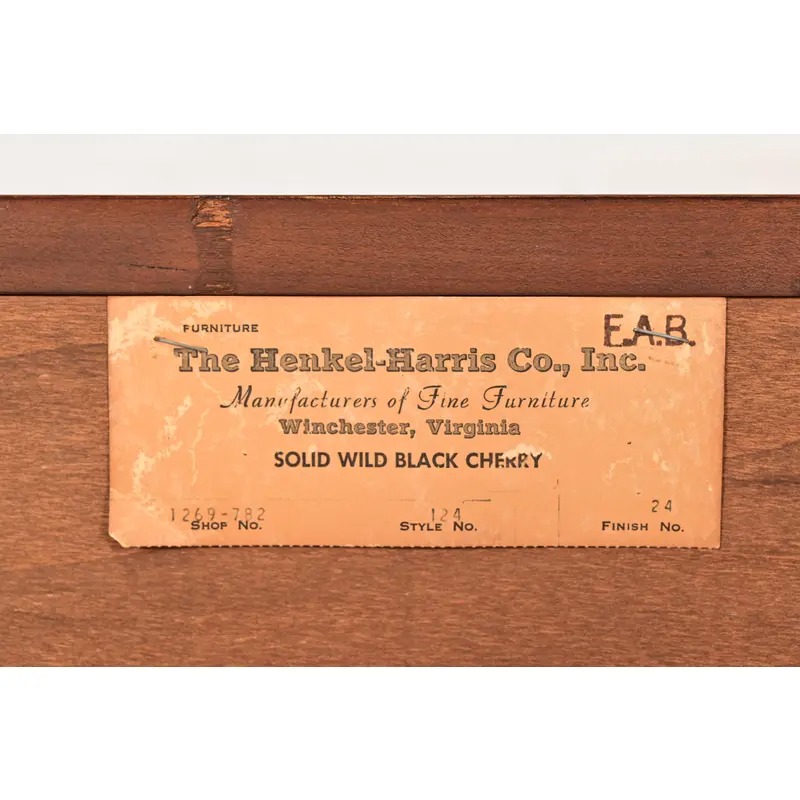 FURNITURE
E.A.B.
The Henkel-Harris Co., Inc.
Manufacturers of Fine Furniture
Winchester, Virginia
SOLID WILD BLACK CHERRY
1269-782 124 24
SHOP NO. STYLE NO. FINISH NO.